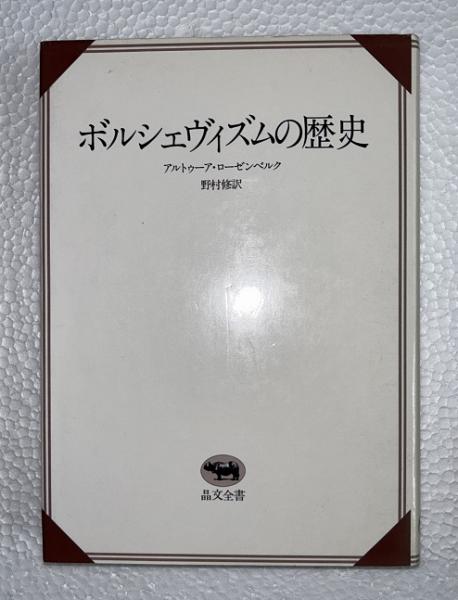 ボルシェヴィズムの歴史
アルトゥーア・ローゼンベルク
野村修訳
晶文全書